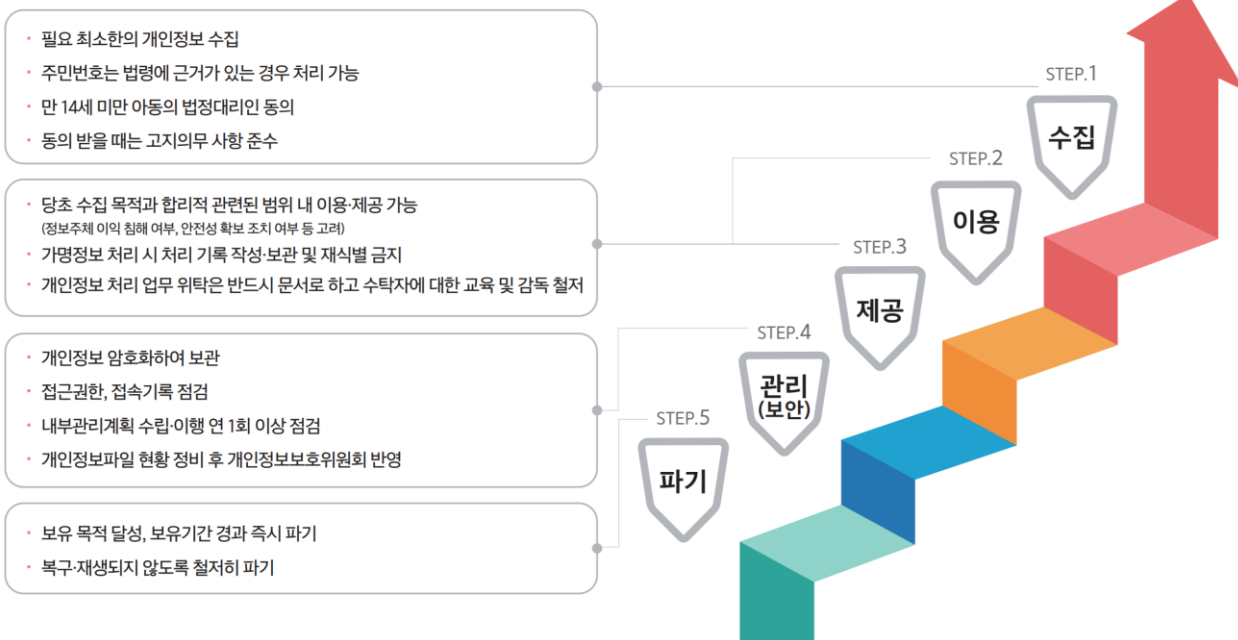 · 필요 최소한의 개인정보 수집
· 주민번호는 법령에 근거가 있는 경우 처리 가능
· 만 14세 미만 아동의 법정대리인 동의
· 동의 받을 때는 고지의무 사항 준수
STEP.1
수집
· 당초 수집 목적과 합리적 관련된 범위 내 이용·제공 가능
(정보주체 이익 침해 여부, 안전성 확보 조치 여부 등 고려)
· 가명정보 처리 시 처리 기록 작성·보관 및 재식별 금지
· 개인정보 처리 업무 위탁은 반드시 문서로 하고 수탁자에 대한 교육 및 감독 철저
STEP.2
이용
STEP.3
제공
· 개인정보 암호화하여 보관
· 접근권한, 접속기록 점검
· 내부관리계획 수립·이행 연 1회 이상 점검
· 개인정보파일 현황 정비 후 개인정보보호위원회 반영
STEP.4
관리
(보안)
· 보유 목적 달성, 보유기간 경과 즉시 파기
· 복구·재생되지 않도록 철저히 파기
STEP.5
파기